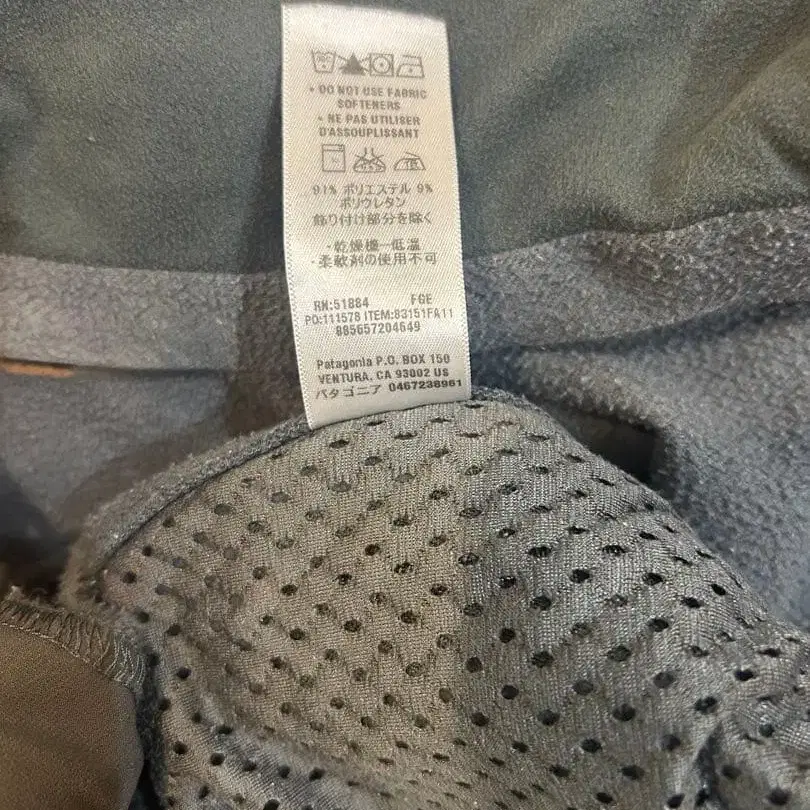 • DO NOT USE FABRIC
SOFTENERS
• NE PAS UTILISER
D'ASSOUPLISSANT
91% ポリエステル 9%
ポリウレタン
飾り付け部分を除く
・乾燥機一低温
・柔軟剤の使用不可
RN:51884 FGE
PO:111578 ITEM:83151FA11
885657204649
Patagonia P.O. BOX 150
VENTURA, CA 93002 US
パタゴニア 0467238961